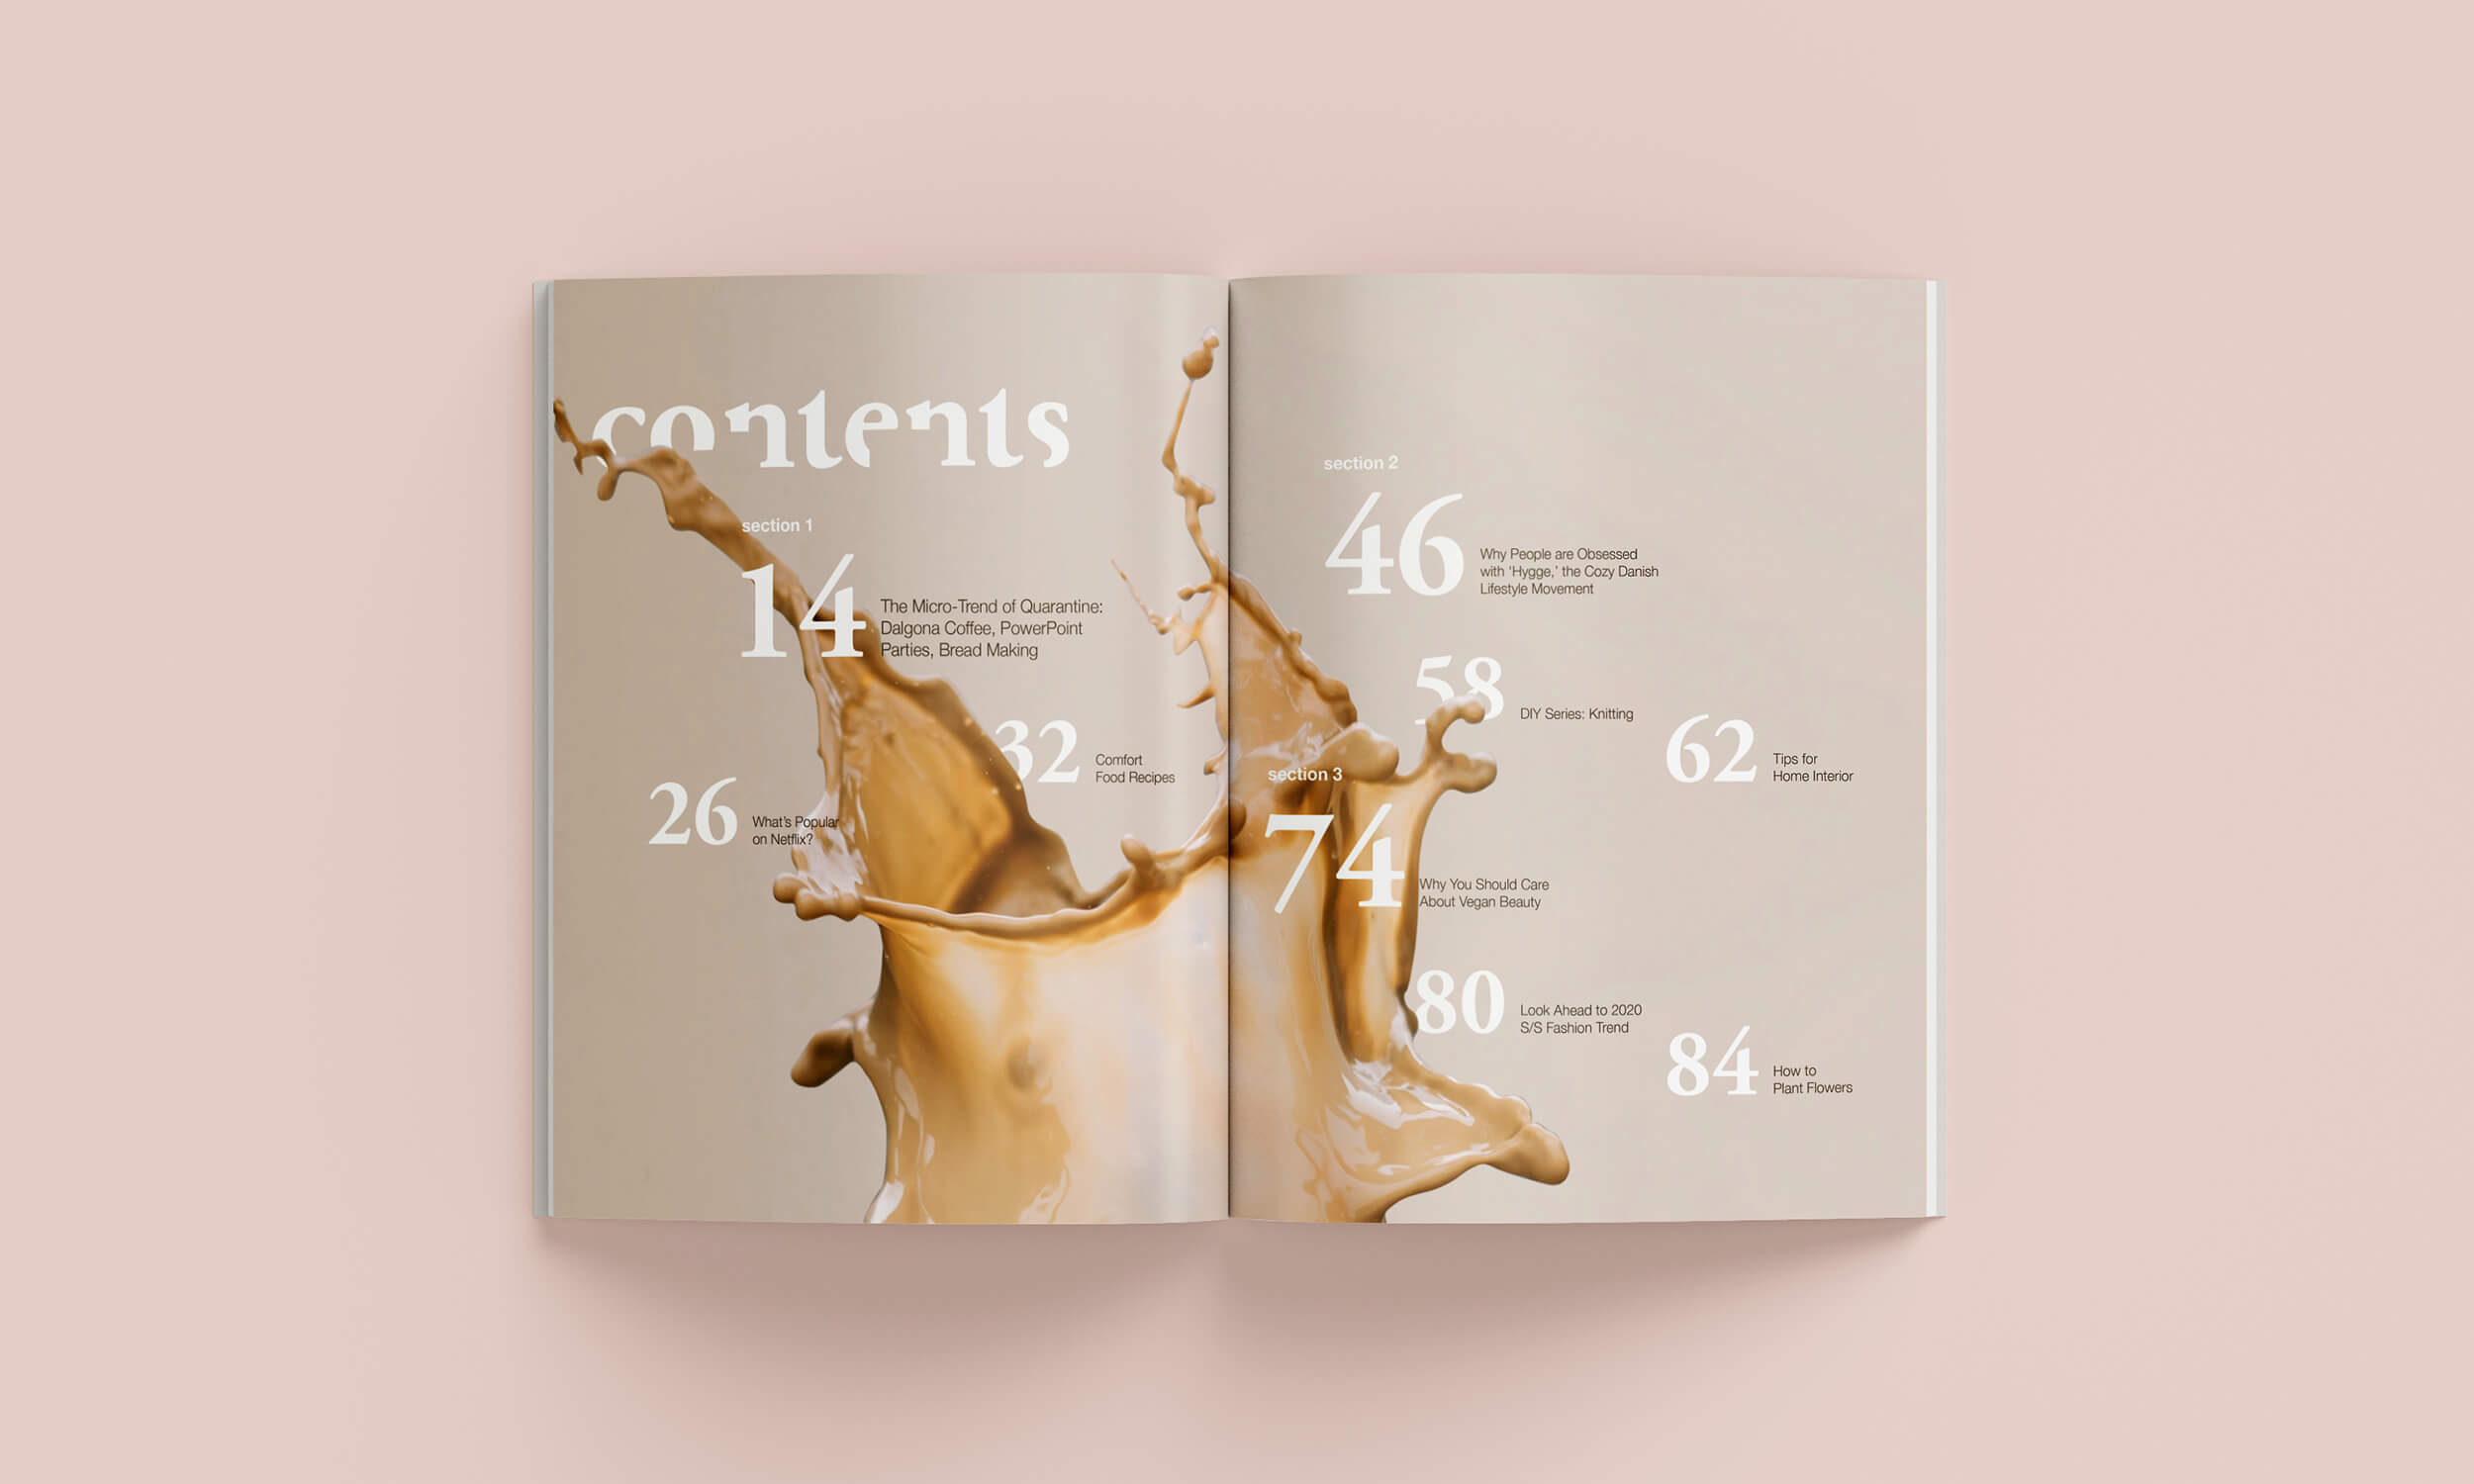 contents
section 1
14
The Micro-Trend of Quarantine:
Dalgona Coffee, PowerPoint
Parties, Bread Making
32
Comfort
Food Recipes
26
What's Popular
on Netflix?
section 2
46
Why People are Obsessed
with ‘Hygge,’ the Cozy Danish
Lifestyle Movement
58
DIY Series: Knitting
62
Tips for
Home Interior
section 3
74
Why You Should Care
About Vegan Beauty
80
Look Ahead to 2020
S/S Fashion Trend
84
How to
Plant Flowers